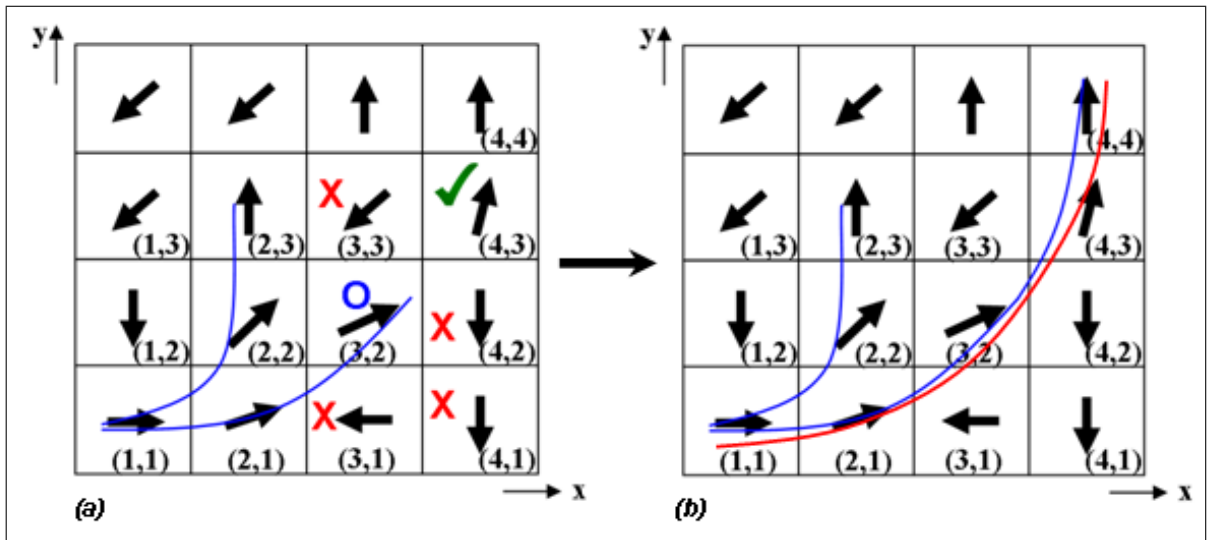 y
(4,4)
X
(1,3) (2,3) (3,3) (4,3)
O
X
(1,2) (2,2) (3,2) (4,2)
X X
(1,1) (2,1) (3,1) (4,1)
x
(a)
y
(4,4)
(1,3) (2,3) (3,3) (4,3)
(1,2) (2,2) (3,2) (4,2)
(1,1) (2,1) (3,1) (4,1)
x
(b)